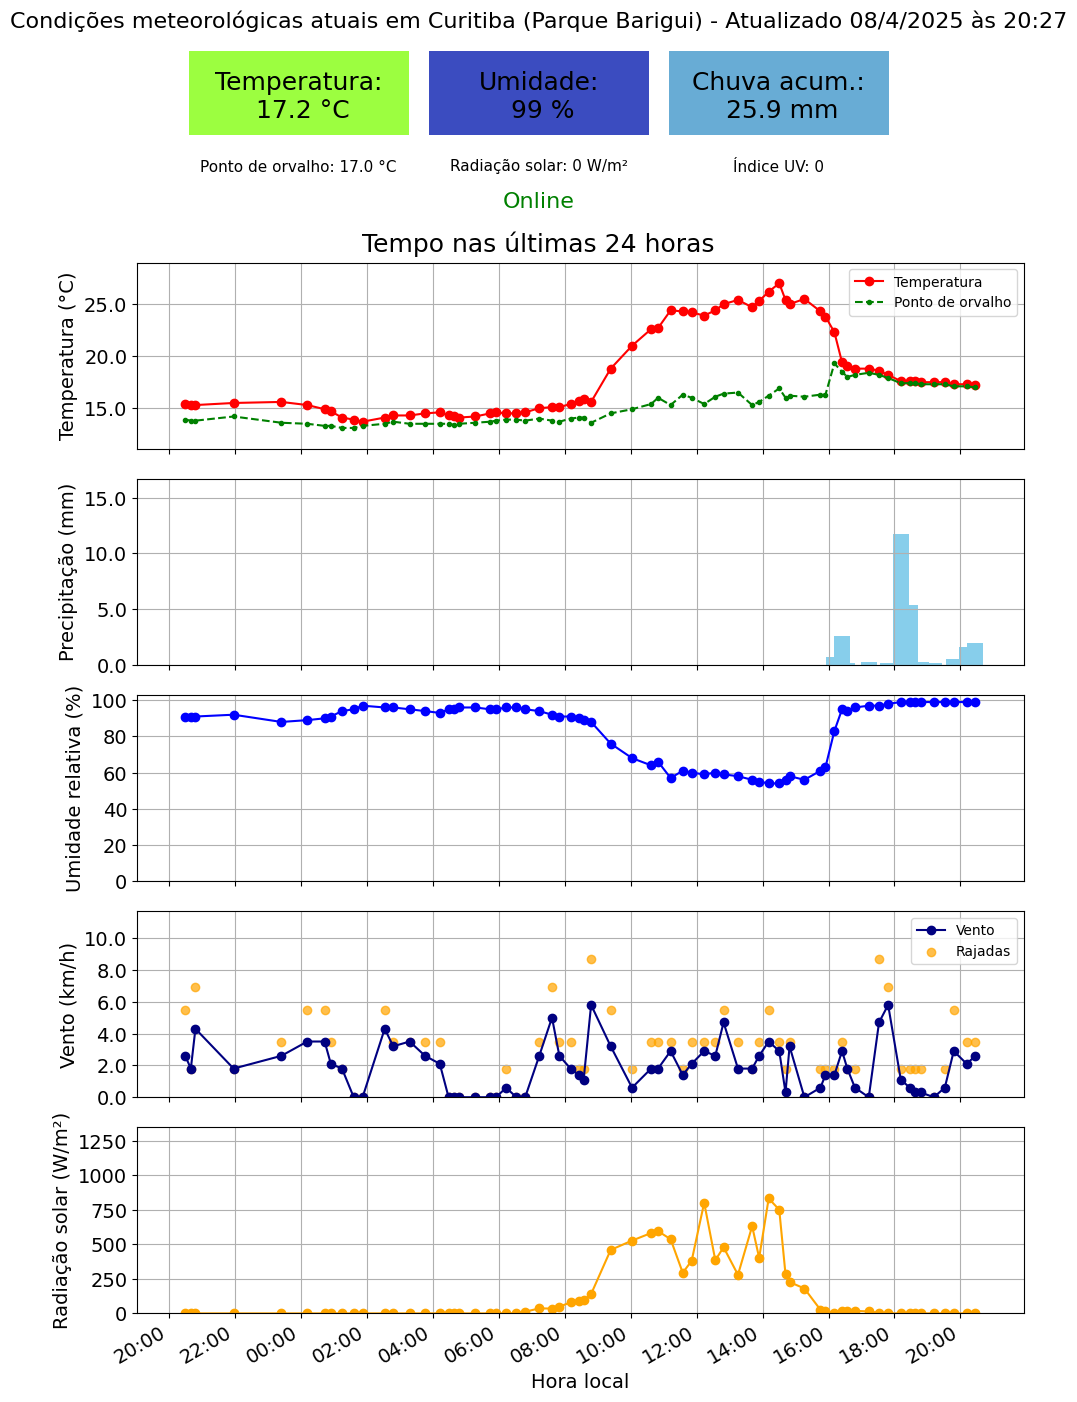 Condições meteorológicas atuais em Curitiba (Parque Barigui) - Atualizado 08/4/2025 às 20:27
Temperatura:
17.2 °C
Umidade:
99 %
Chuva acum.:
25.9 mm
Ponto de orvalho: 17.0 °C
Radiação solar: 0 W/m²
Índice UV: 0
Online
Tempo nas últimas 24 horas
Temperatura (°C)
25.0
20.0
15.0
Temperatura
Ponto de orvalho
Precipitação (mm)
15.0
10.0
5.0
0.0
Umidade relativa (%)
100
80
60
40
20
0
Vento (km/h)
10.0
8.0
6.0
4.0
2.0
0.0
Vento
Rajadas
Radiação solar (W/m²)
1250
1000
750
500
250
0
20:00
22:00
00:00
02:00
04:00
06:00
08:00
10:00
12:00
14:00
16:00
18:00
20:00
Hora local